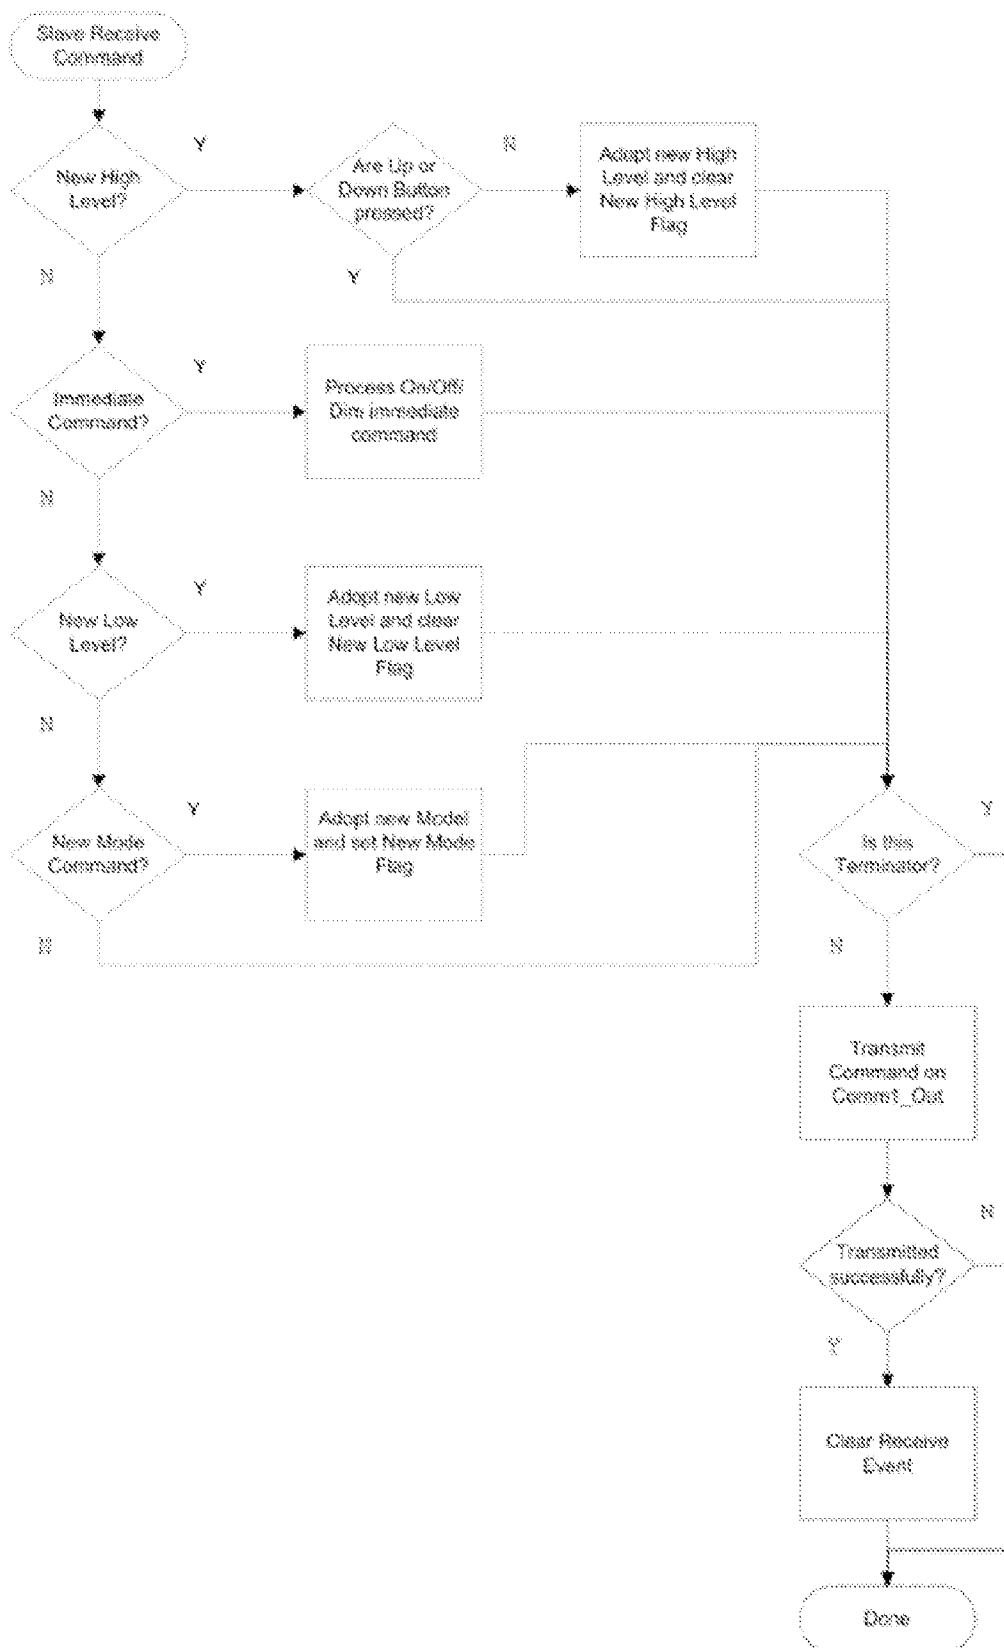 Slave Receive
Command
New High
Level?
Y
N
Are Up or
Down Button
pressed?
N
Y
Adopt new High
Level and clear
New High Level
Flag
Immediate
Command?
Y
N
Process On/Off/
Dim immediate
command
New Low
Level?
Y
N
Adopt new Low
Level and clear
New Low Level
Flag
New Mode
Command?
Y
N
Adopt new Model
and set New Mode
Flag
Is this
Terminator?
Y
N
Transmit
Command on
Comm1_Out
Transmitted
successfully?
N
Y
Clear Receive
Event
Done